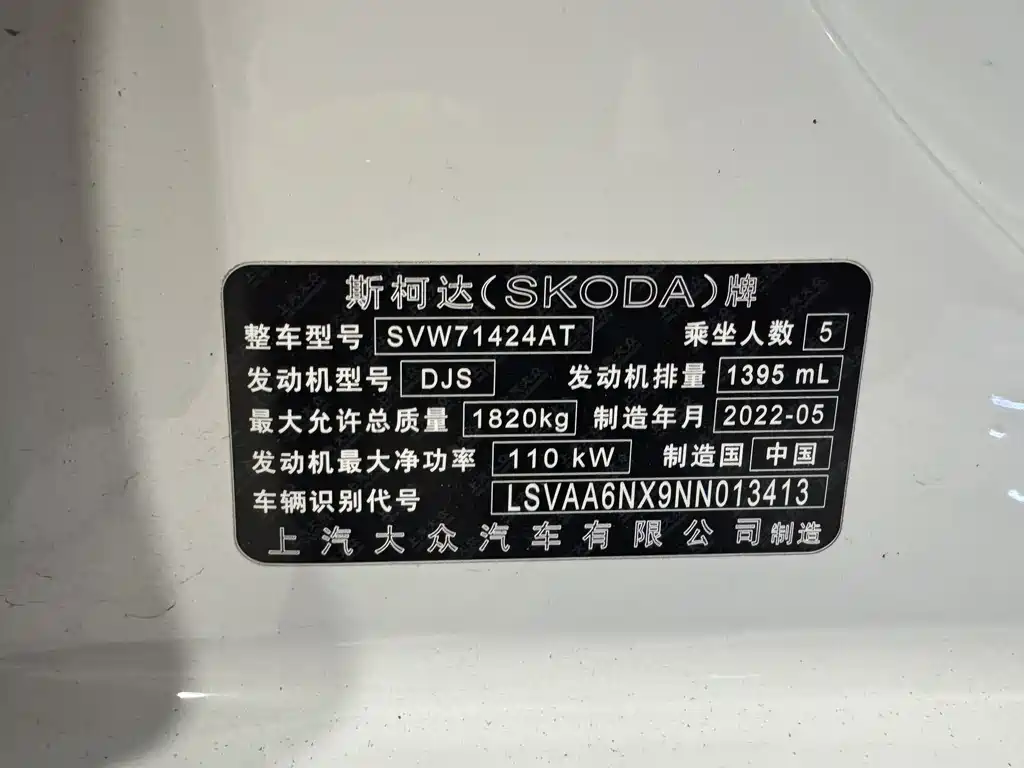 斯柯达(SKODA)牌
整车型号 SVW71424AT 乘坐人数 5
发动机型号 DJS 发动机排量 1395 mL
最大允许总质量 1820kg 制造年月 2022-05
发动机最大净功率 110 kW 制造国 中国
车辆识别代号 LSVAA6NX9NN013413
上汽大众汽车有限公司制造